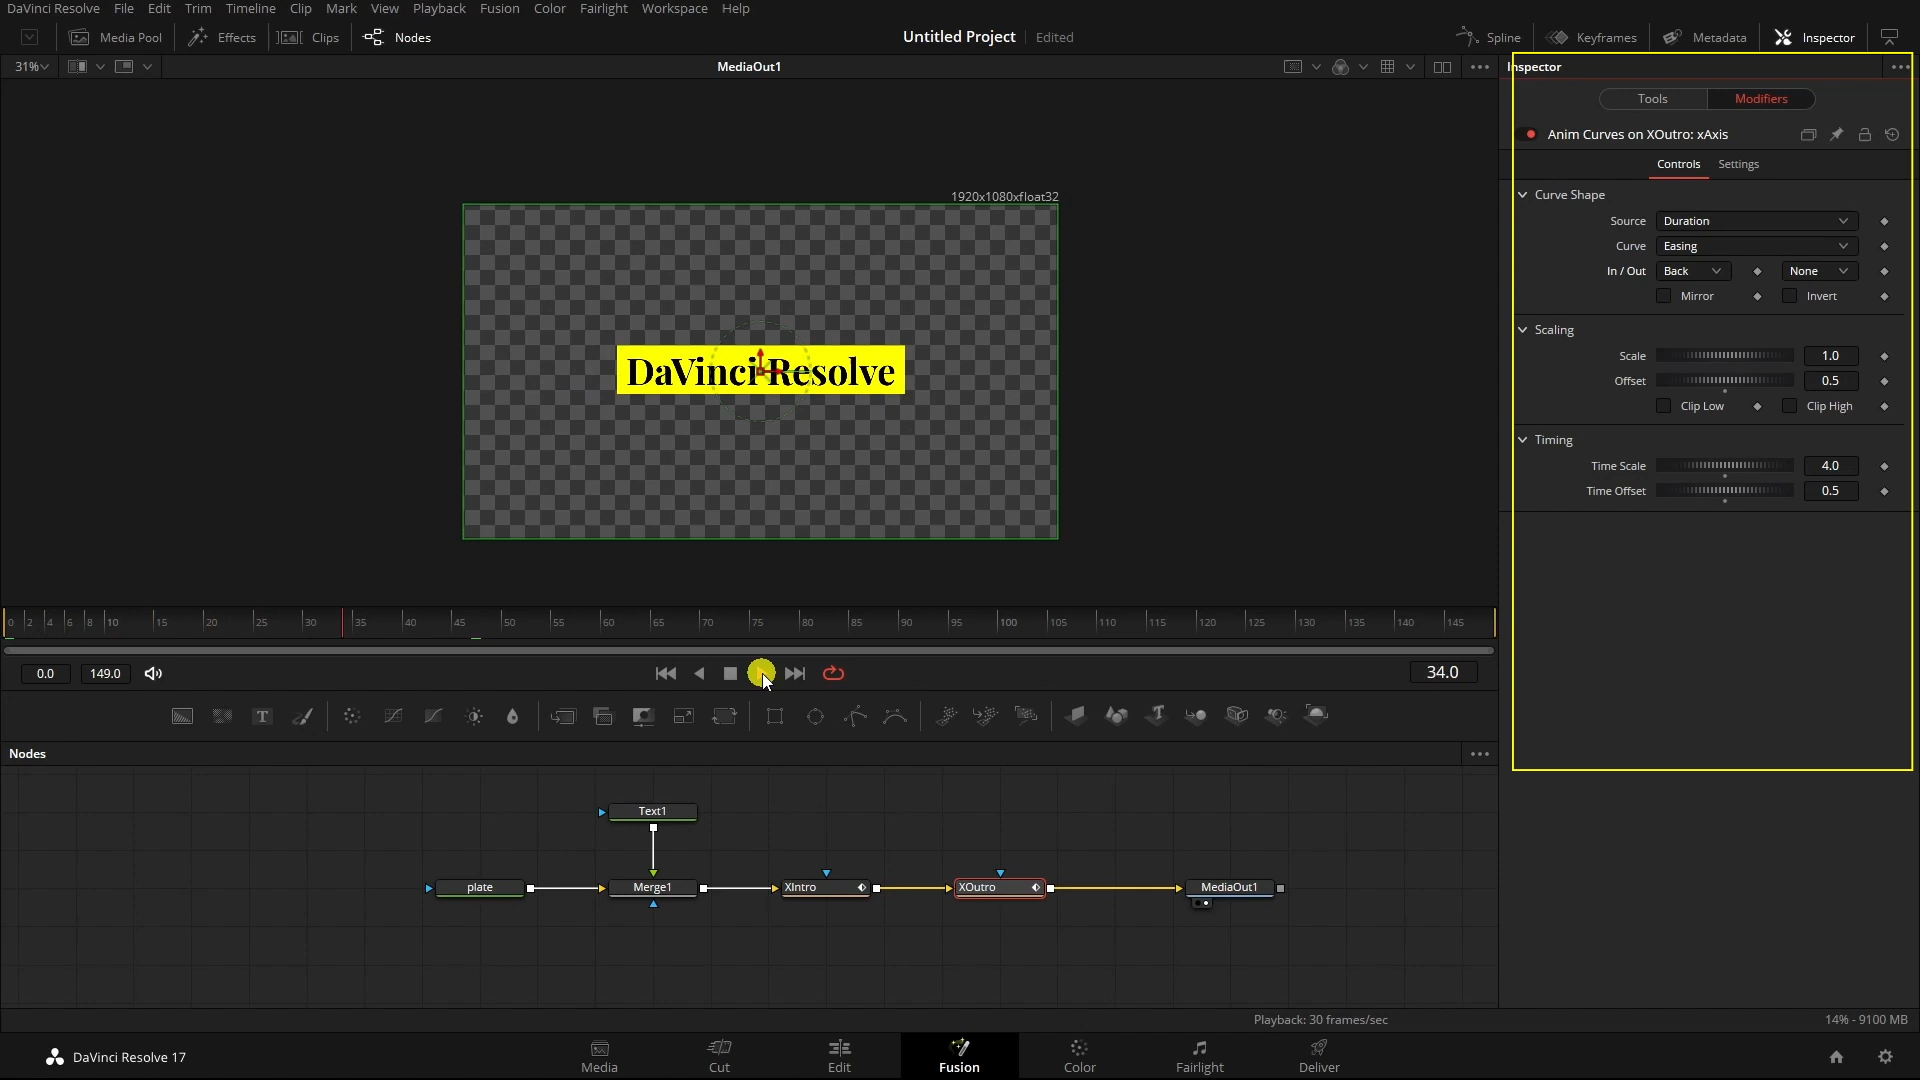 DaVinci Resolve File Edit Trim Timeline Clip Mark View Playback Fusion Color Fairlight Workspace Help
Media Pool Effects Clips Nodes Untitled Project Edited Spline Keyframes Metadata Inspector
31% MediaOut1 Inspector
Tools Modifiers
Anim Curves on XOutro: xAxis
Controls Settings
Curve Shape
Source Duration
Curve Easing
In / Out Back None
Mirror Invert
Scaling
Scale 1.0
Offset 0.5
Clip Low Clip High
Timing
Time Scale 4.0
Time Offset 0.5
1920x1080xfloat32
DaVinci Resolve
0 2 4 6 8 10 15 20 25 30 35 40 45 50 55 60 65 70 75 80 85 90 95 100 105 110 115 120 125 130 135 140 145
0.0 149.0 34.0
T T
Nodes
Text1
plate Merge1 XIntro XOutro MediaOut1
Playback: 30 frames/sec 14% - 9100 MB
DaVinci Resolve 17 Media Cut Edit Fusion Color Fairlight Deliver